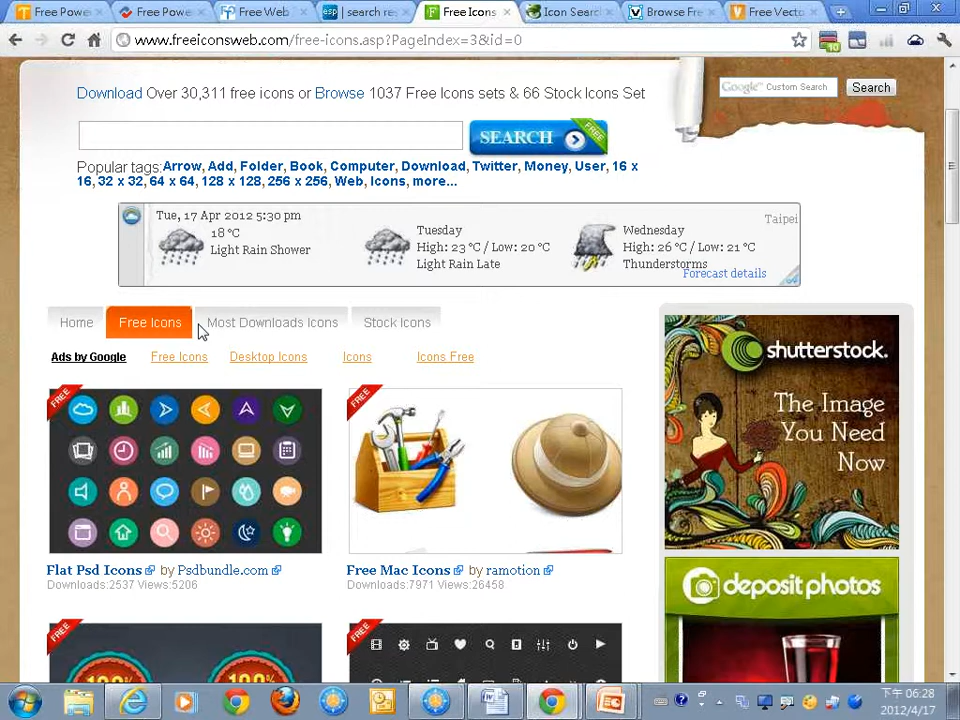 Free Powe
Free Powe
Free Web
esp | search res
Free Icons
Icon Search
Browse Fre
Free Vecto
www.freeiconsweb.com/free-icons.asp?PageIndex=3&id=0
10
Download Over 30,311 free icons or Browse 1037 Free Icons sets & 66 Stock Icons Set
Google™ Custom Search
Search
SEARCH
FREE
Popular tags:Arrow, Add, Folder, Book, Computer, Download, Twitter, Money, User, 16 x
16, 32 x 32, 64 x 64, 128 x 128, 256 x 256, Web, Icons, more...
Tue, 17 Apr 2012 5:30 pm
18 °C
Light Rain Shower
Tuesday
High: 23 °C / Low: 20 °C
Light Rain Late
Wednesday
High: 26 °C / Low: 21 °C
Thunderstorms
Taipei
Forecast details
Home
Free Icons
Most Downloads Icons
Stock Icons
Ads by Google
Free Icons
Desktop Icons
Icons
Icons Free
FREE
FREE
shutterstock.
The Image
You Need
Now
Flat Psd Icons by Psdbundle.com
Downloads:2537 Views:5206
Free Mac Icons by ramotion
Downloads:7971 Views:26458
deposit photos
FREE
FREE
100%
100%
下午 06:28
2012/4/17